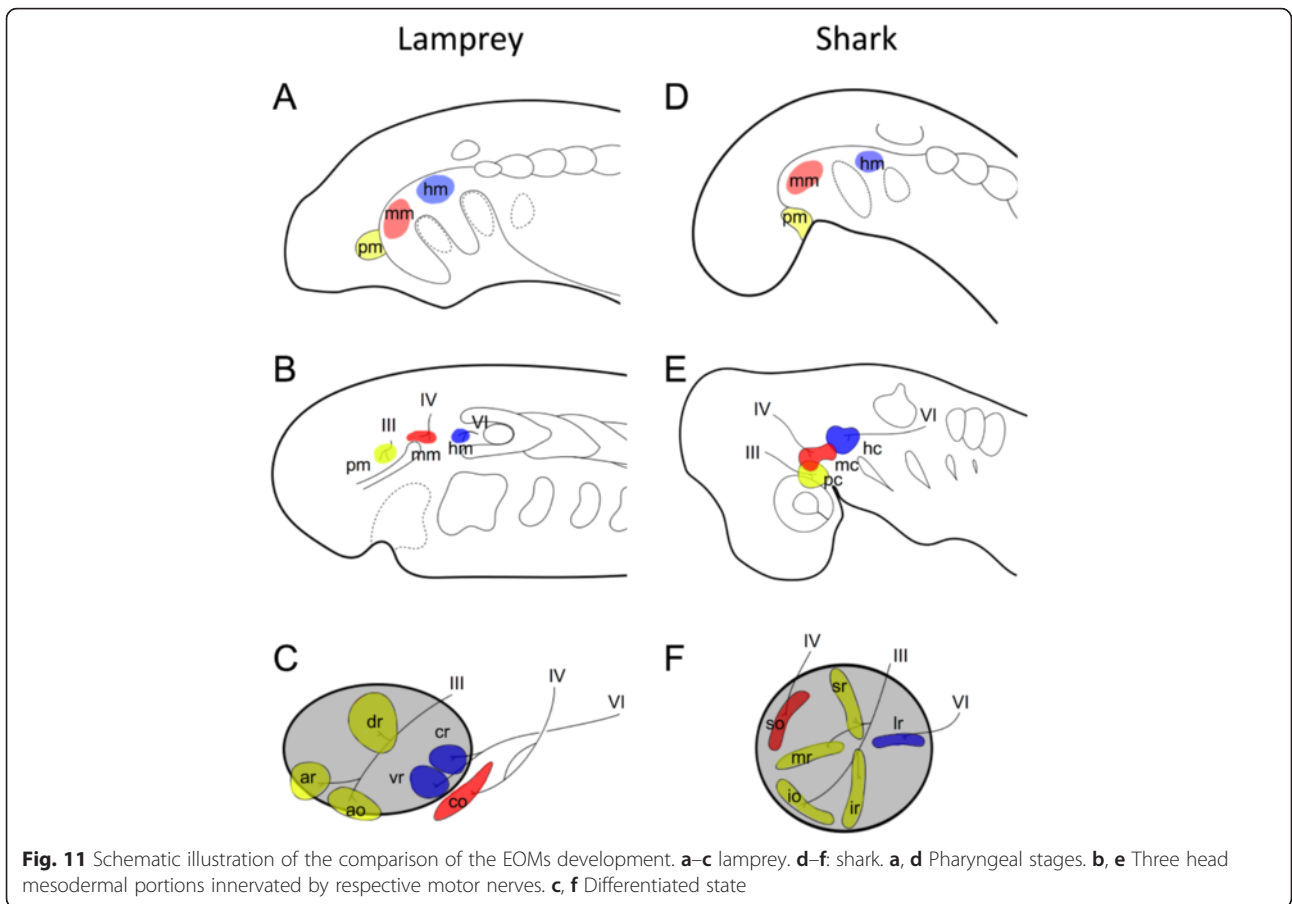 Lamprey
Shark
A
hm
mm
pm
D
hm
mm
pm
B
IV
III
VI
pm
mm
hm
E
IV
VI
III
hc
mc
pc
C
III
IV
VI
dr
cr
ar
vr
ao
co
F
IV
III
VI
sr
so
lr
mr
io
ir
Fig. 11 Schematic illustration of the comparison of the EOMs development. a–c lamprey. d–f: shark. a, d Pharyngeal stages. b, e Three head
mesodermal portions innervated by respective motor nerves. c, f Differentiated state